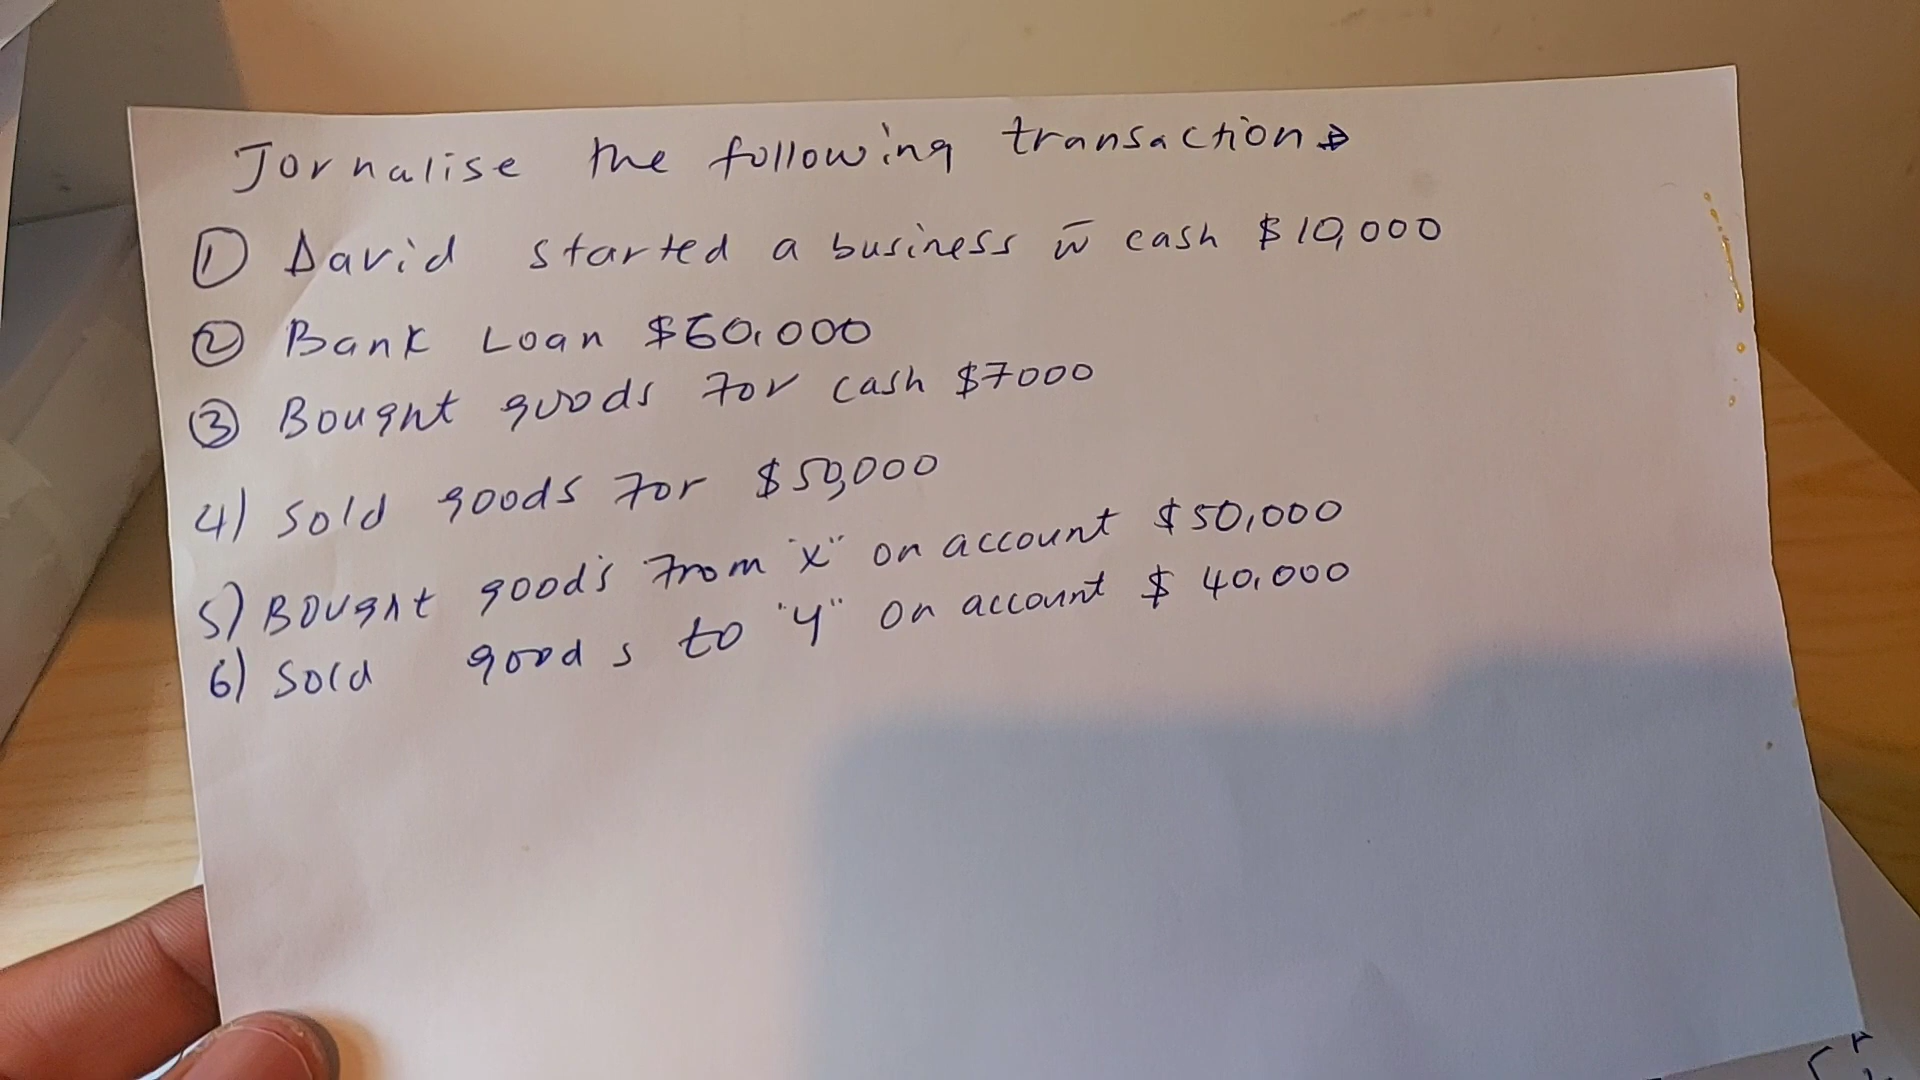 Jornalise the following transactions
① David started a business w̄ cash $10,000
② Bank Loan $60,000
③ Bought goods for cash $7000
4) Sold goods for $50,000
5) Bought goods from "X" on account $50,000
6) Sold goods to "Y" on account $ 40,000